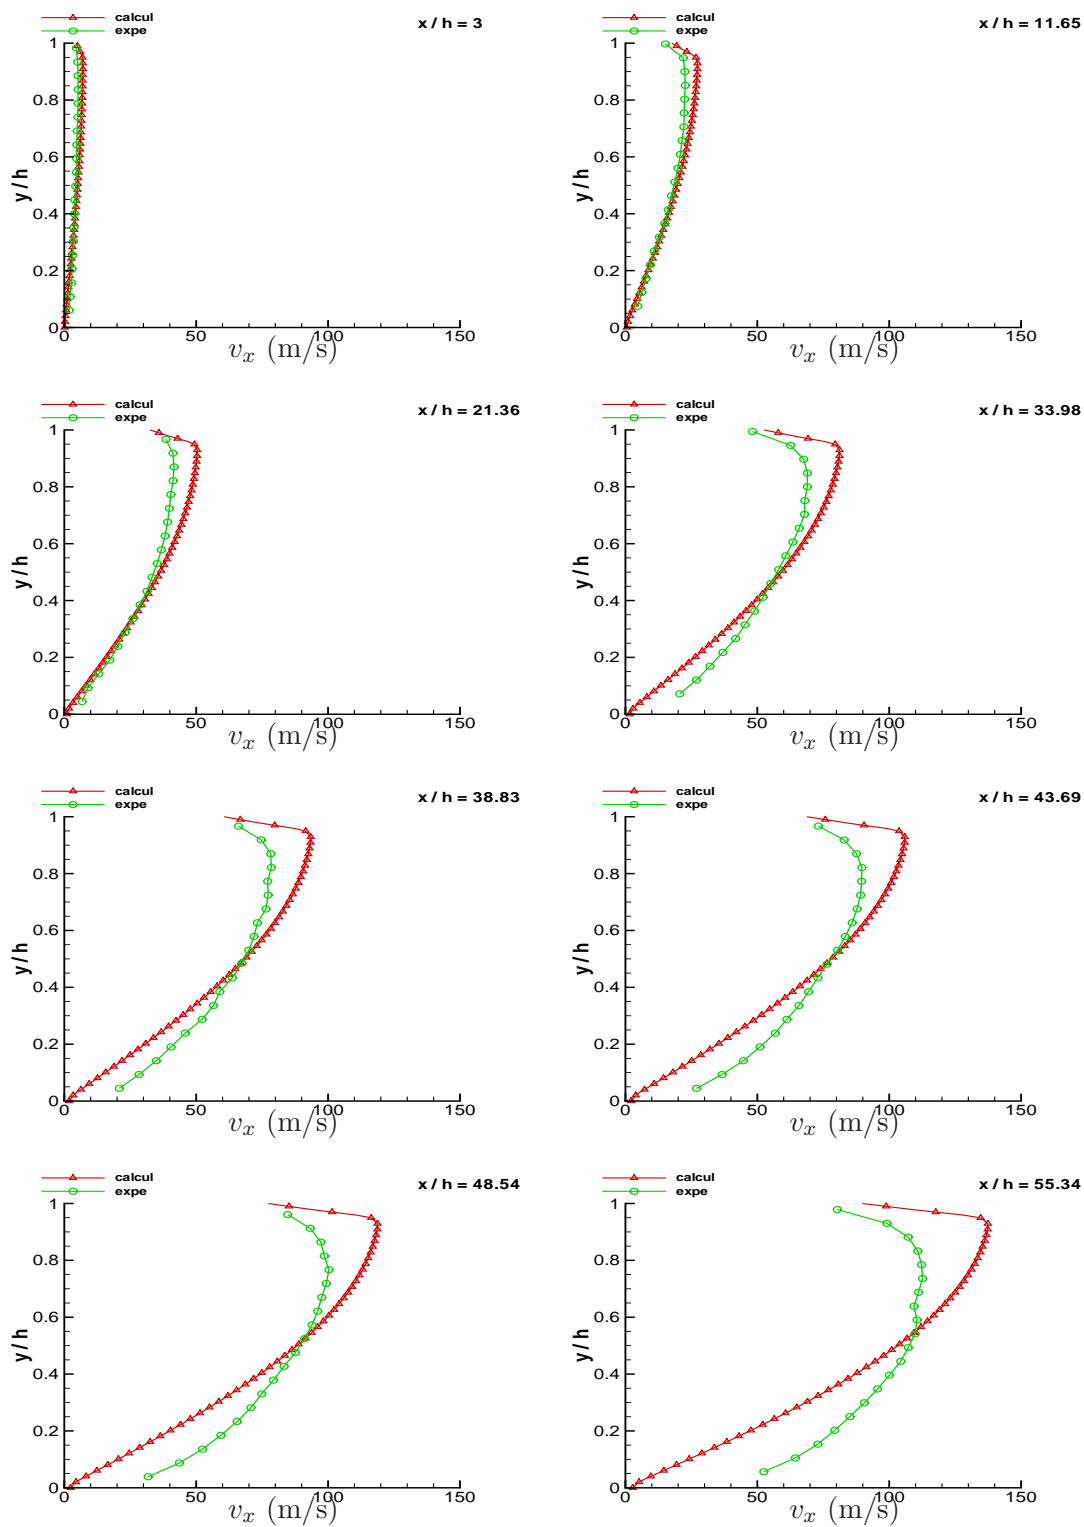 calcul
expe
x / h = 3
1
0.8
0.6
0.4
0.2
0
y / h
0 50 100 150
v_x (m/s)
calcul
expe
x / h = 11.65
1
0.8
0.6
0.4
0.2
0
y / h
0 50 100 150
v_x (m/s)
calcul
expe
x / h = 21.36
1
0.8
0.6
0.4
0.2
0
y / h
0 50 100 150
v_x (m/s)
calcul
expe
x / h = 33.98
1
0.8
0.6
0.4
0.2
0
y / h
0 50 100 150
v_x (m/s)
calcul
expe
x / h = 38.83
1
0.8
0.6
0.4
0.2
0
y / h
0 50 100 150
v_x (m/s)
calcul
expe
x / h = 43.69
1
0.8
0.6
0.4
0.2
0
y / h
0 50 100 150
v_x (m/s)
calcul
expe
x / h = 48.54
1
0.8
0.6
0.4
0.2
0
y / h
0 50 100 150
v_x (m/s)
calcul
expe
x / h = 55.34
1
0.8
0.6
0.4
0.2
0
y / h
0 50 100 150
v_x (m/s)